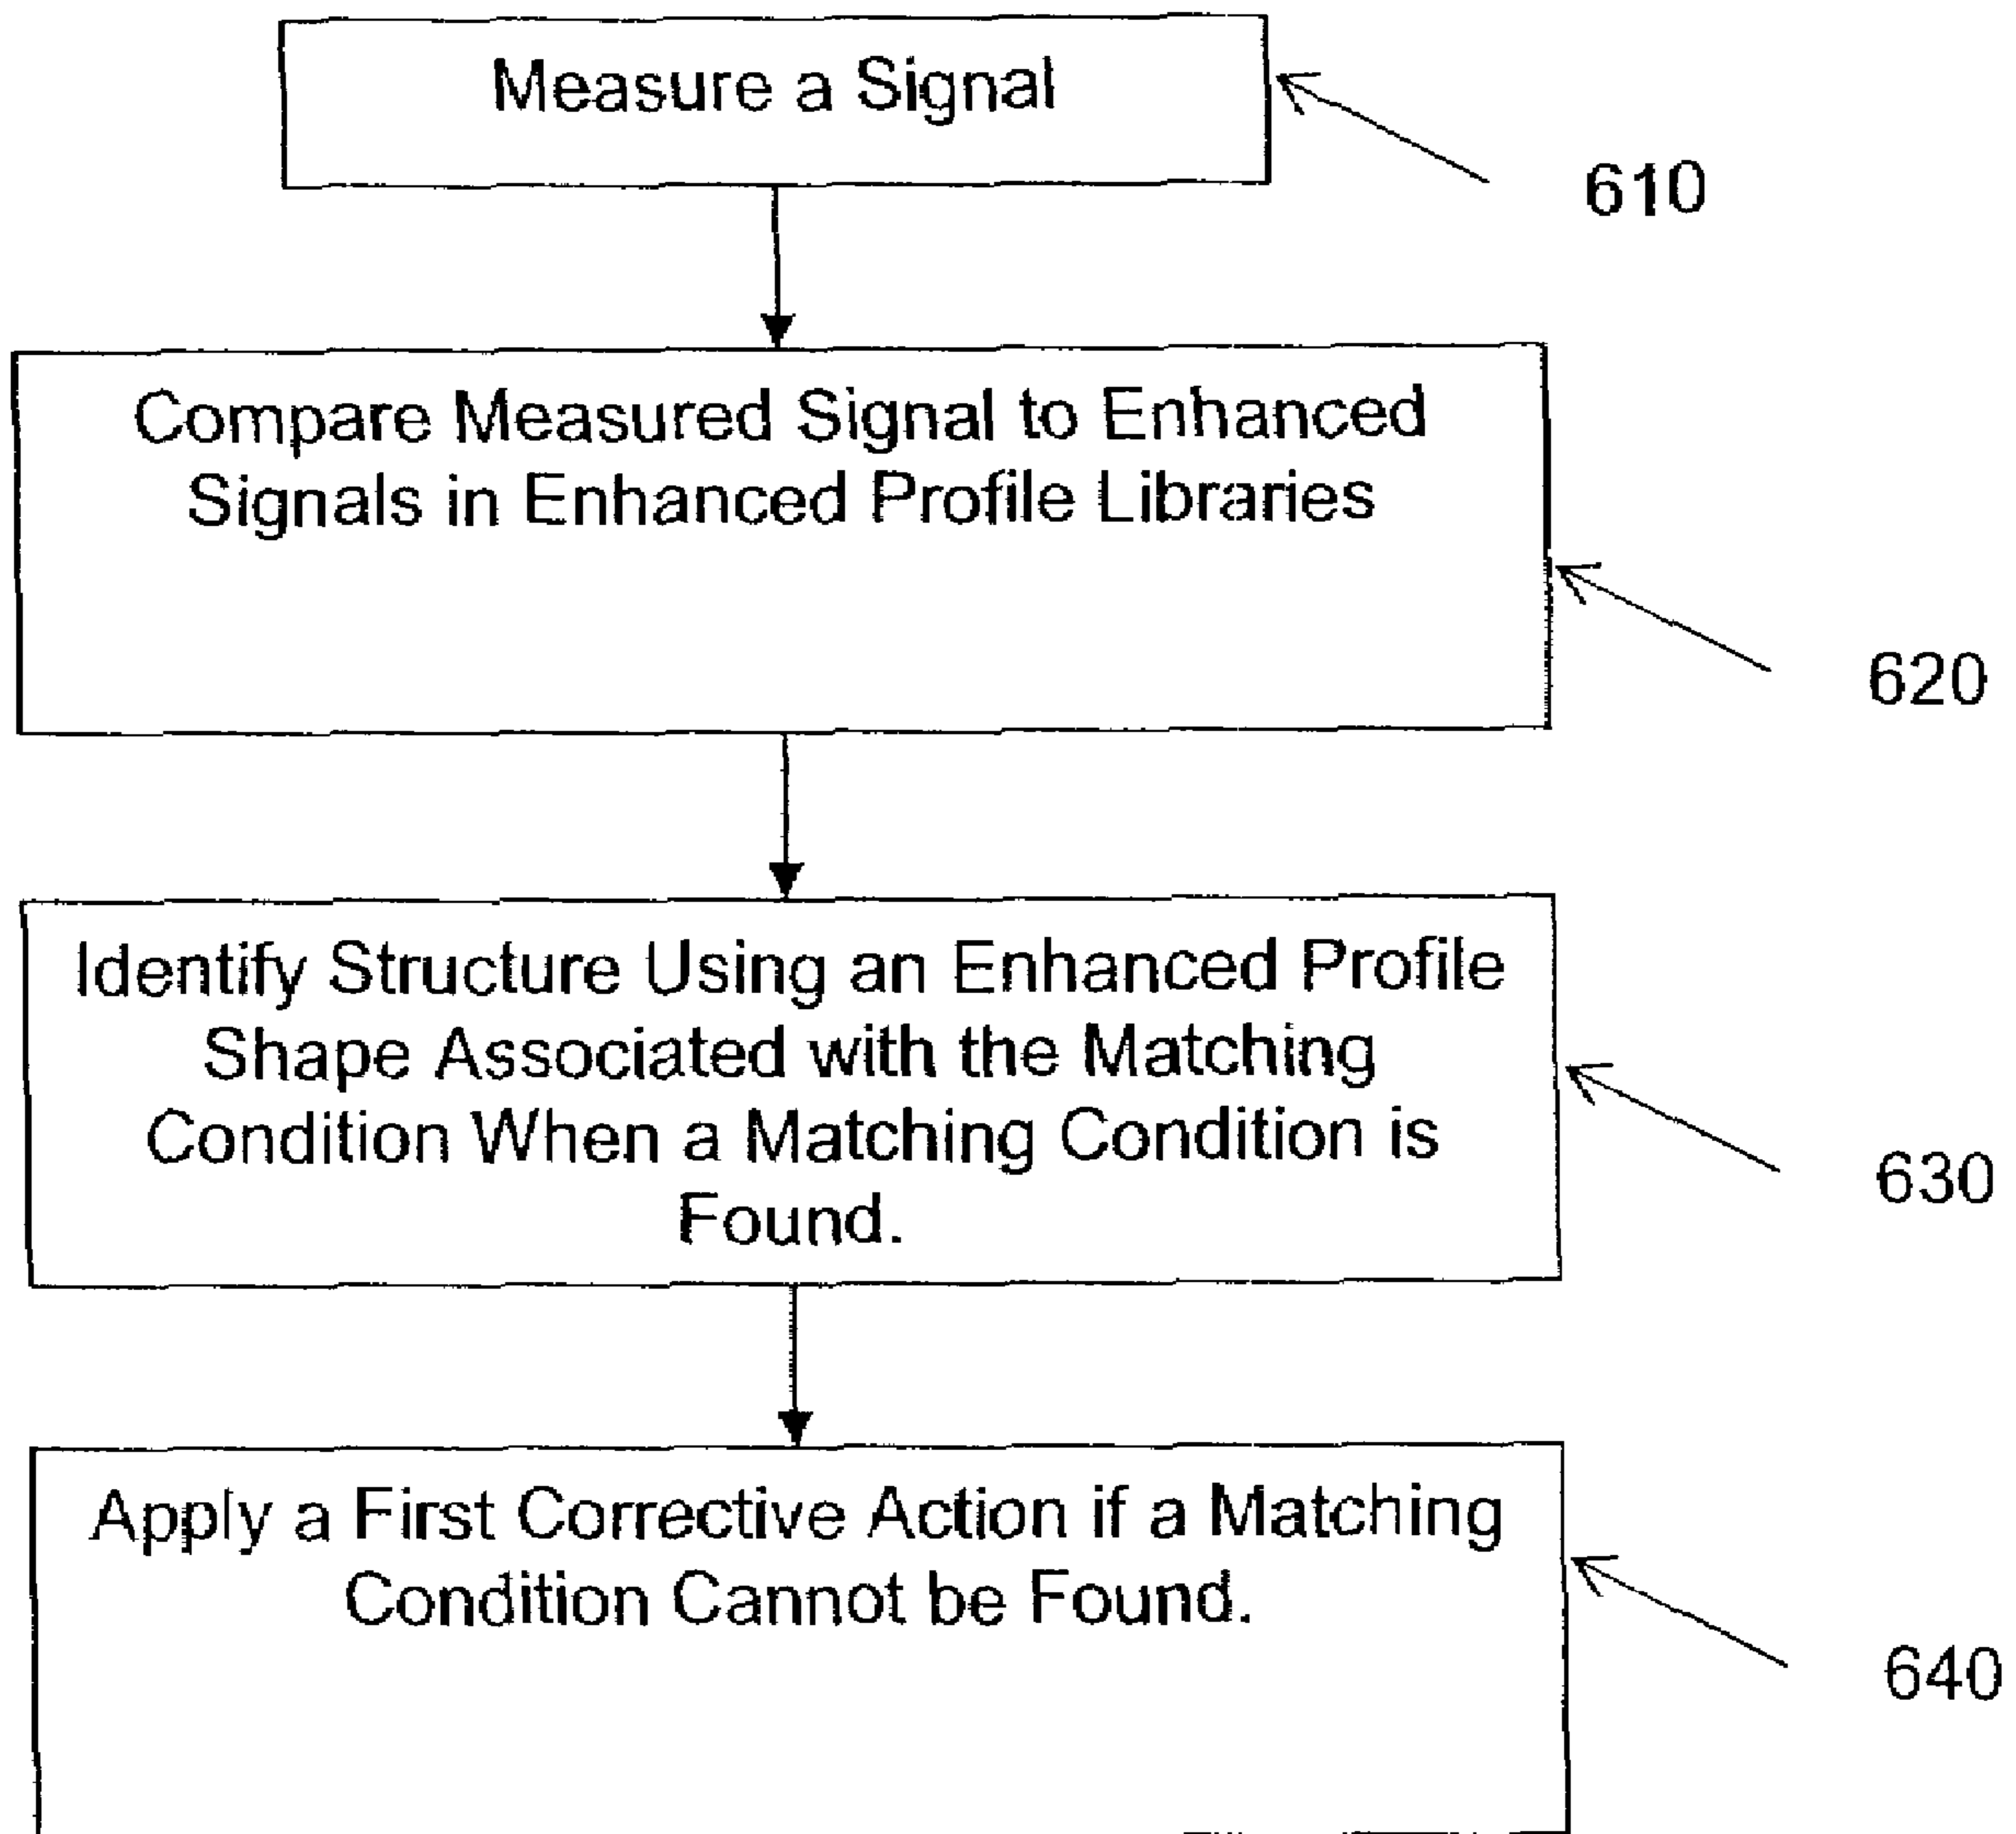 Measure a Signal
610
Compare Measured Signal to Enhanced
Signals in Enhanced Profile Libraries
620
Identify Structure Using an Enhanced Profile
Shape Associated with the Matching
Condition When a Matching Condition is
Found.
630
Apply a First Corrective Action if a Matching
Condition Cannot be Found.
640